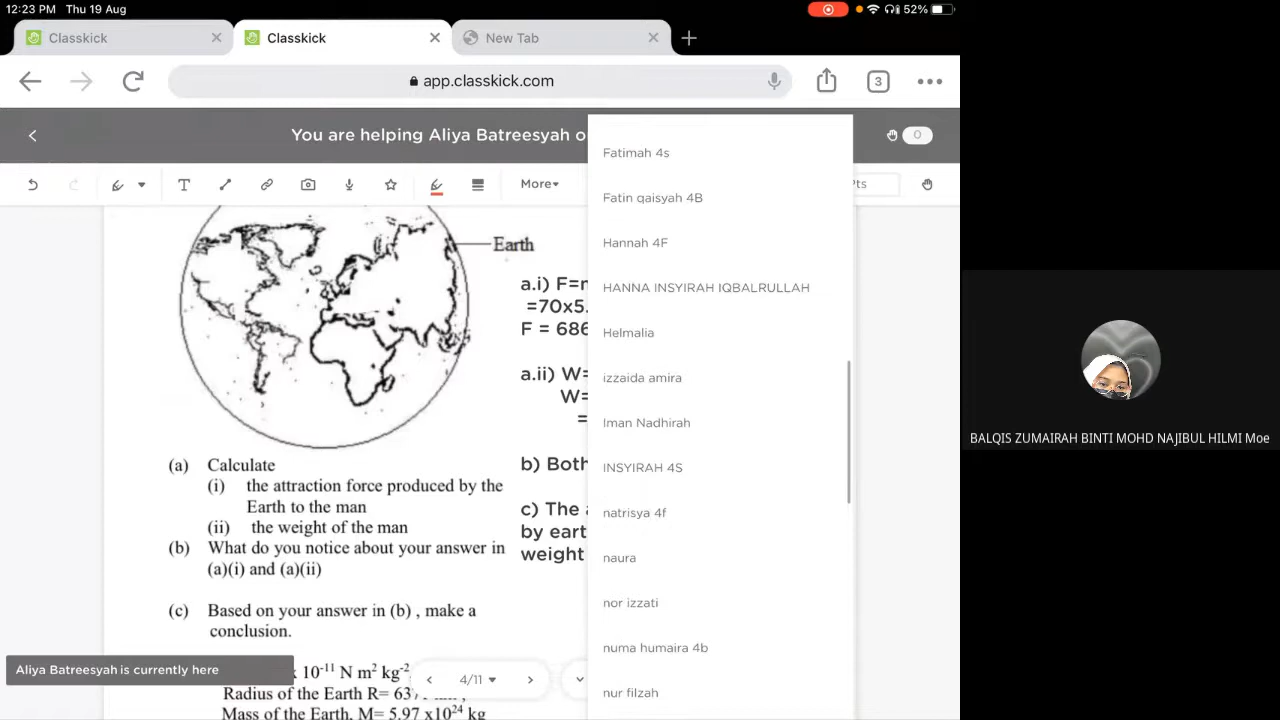 12:23 PM Thu 19 Aug
52%
Classkick
Classkick
New Tab
app.classkick.com
3
You are helping Aliya Batreesyah o
0
T
More
Pts
Earth
a.i) F=
=70x5.
F = 686
a.ii) W=
W=
=
b) Both
c) The
by eart
weight
(a) Calculate
(i) the attraction force produced by the
Earth to the man
(ii) the weight of the man
(b) What do you notice about your answer in
(a)(i) and (a)(ii)
(c) Based on your answer in (b) , make a
conclusion.
10⁻¹¹ N m² kg⁻²
Radius of the Earth R= 637
Mass of the Earth, M= 5.97 x10²⁴ kg
Aliya Batreesyah is currently here
4/11
Fatimah 4s
Fatin qaisyah 4B
Hannah 4F
HANNA INSYIRAH IQBALRULLAH
Helmalia
izzaida amira
Iman Nadhirah
INSYIRAH 4S
natrisya 4f
naura
nor izzati
numa humaira 4b
nur filzah
BALQIS ZUMAIRAH BINTI MOHD NAJIBUL HILMI Moe